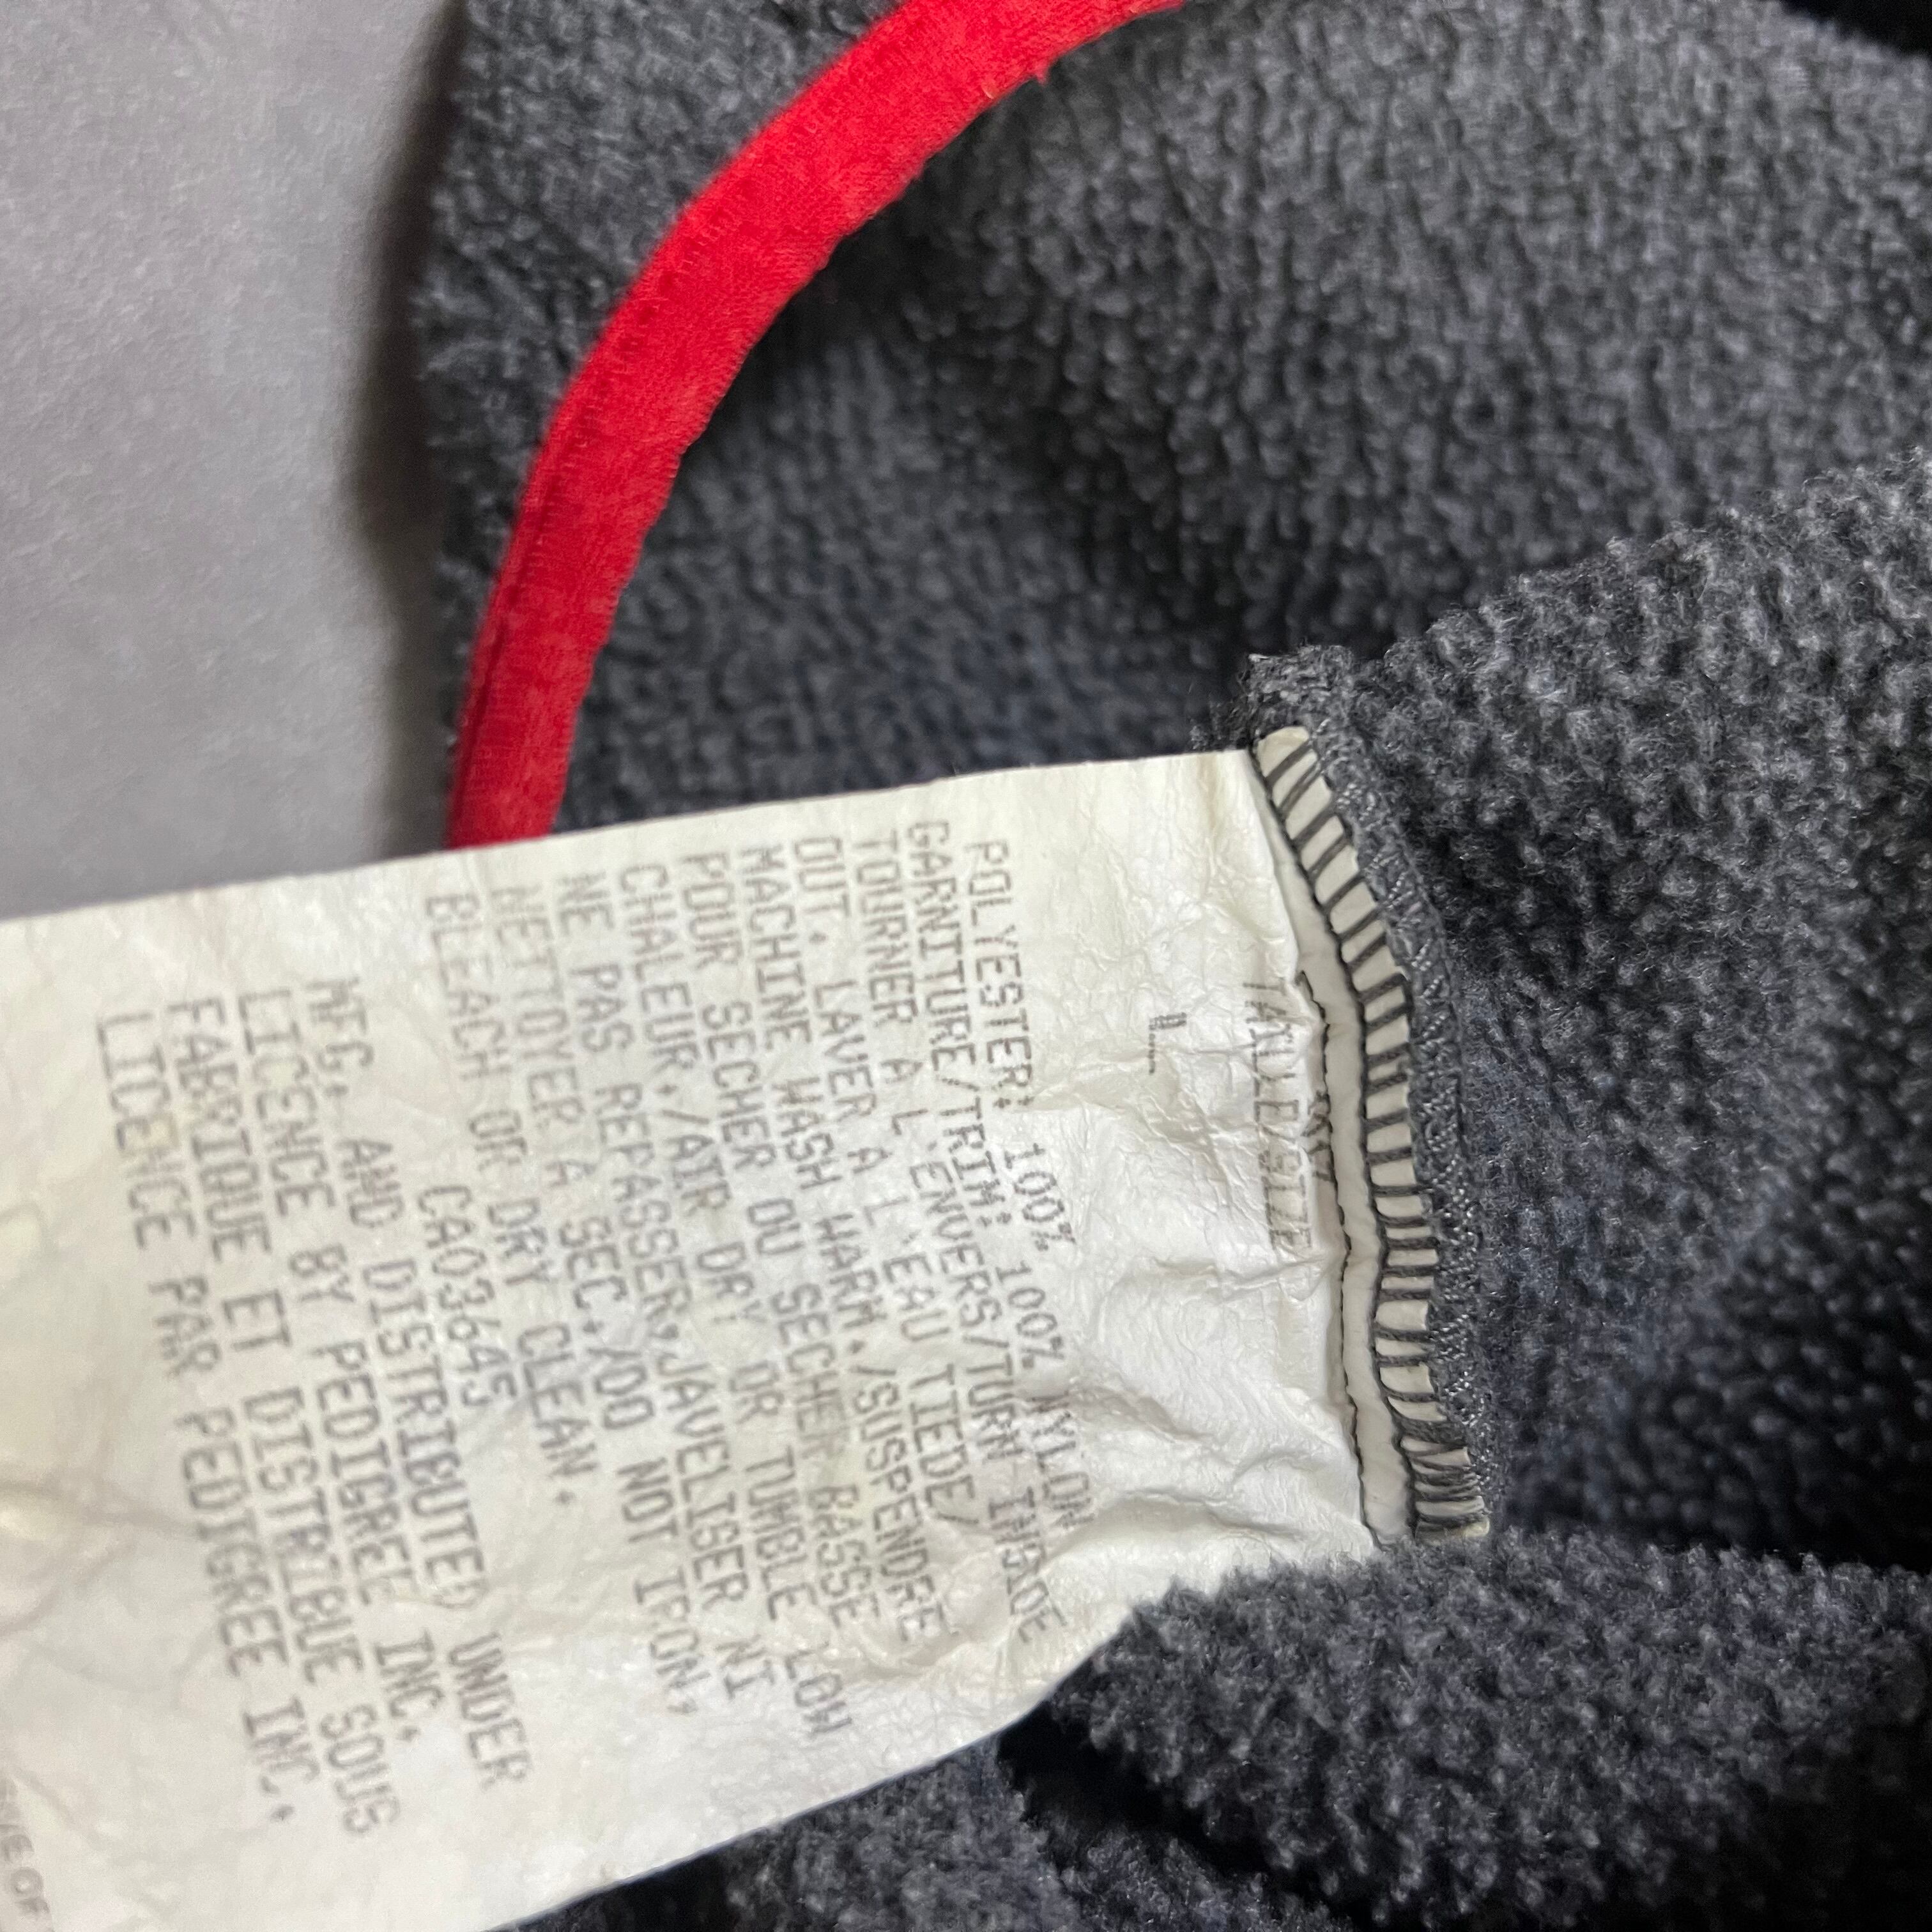 TAILLE/SIZE
L
POLYESTER: 100%
GARNITURE/TRIM: 100% NYLON
TOURNER A L'ENVERS/TURN INSIDE
OUT. LAVER A L'EAU TIEDE/
MACHINE WASH WARM./SUSPENDRE
POUR SECHER OU SECHER BASSE
CHALEUR./AIR DRY OR TUMBLE LOW
NE PAS REPASSER,JAVELISER NI
NETTOYER A SEC./DO NOT IRON,
BLEACH OR DRY CLEAN.
CA03645
MFG. AND DISTRIBUTED UNDER
LICENCE BY PEDIGREE INC.
FABRIQUE ET DISTRIBUE SOUS
LICENCE PAR PEDIGREE INC.
OF